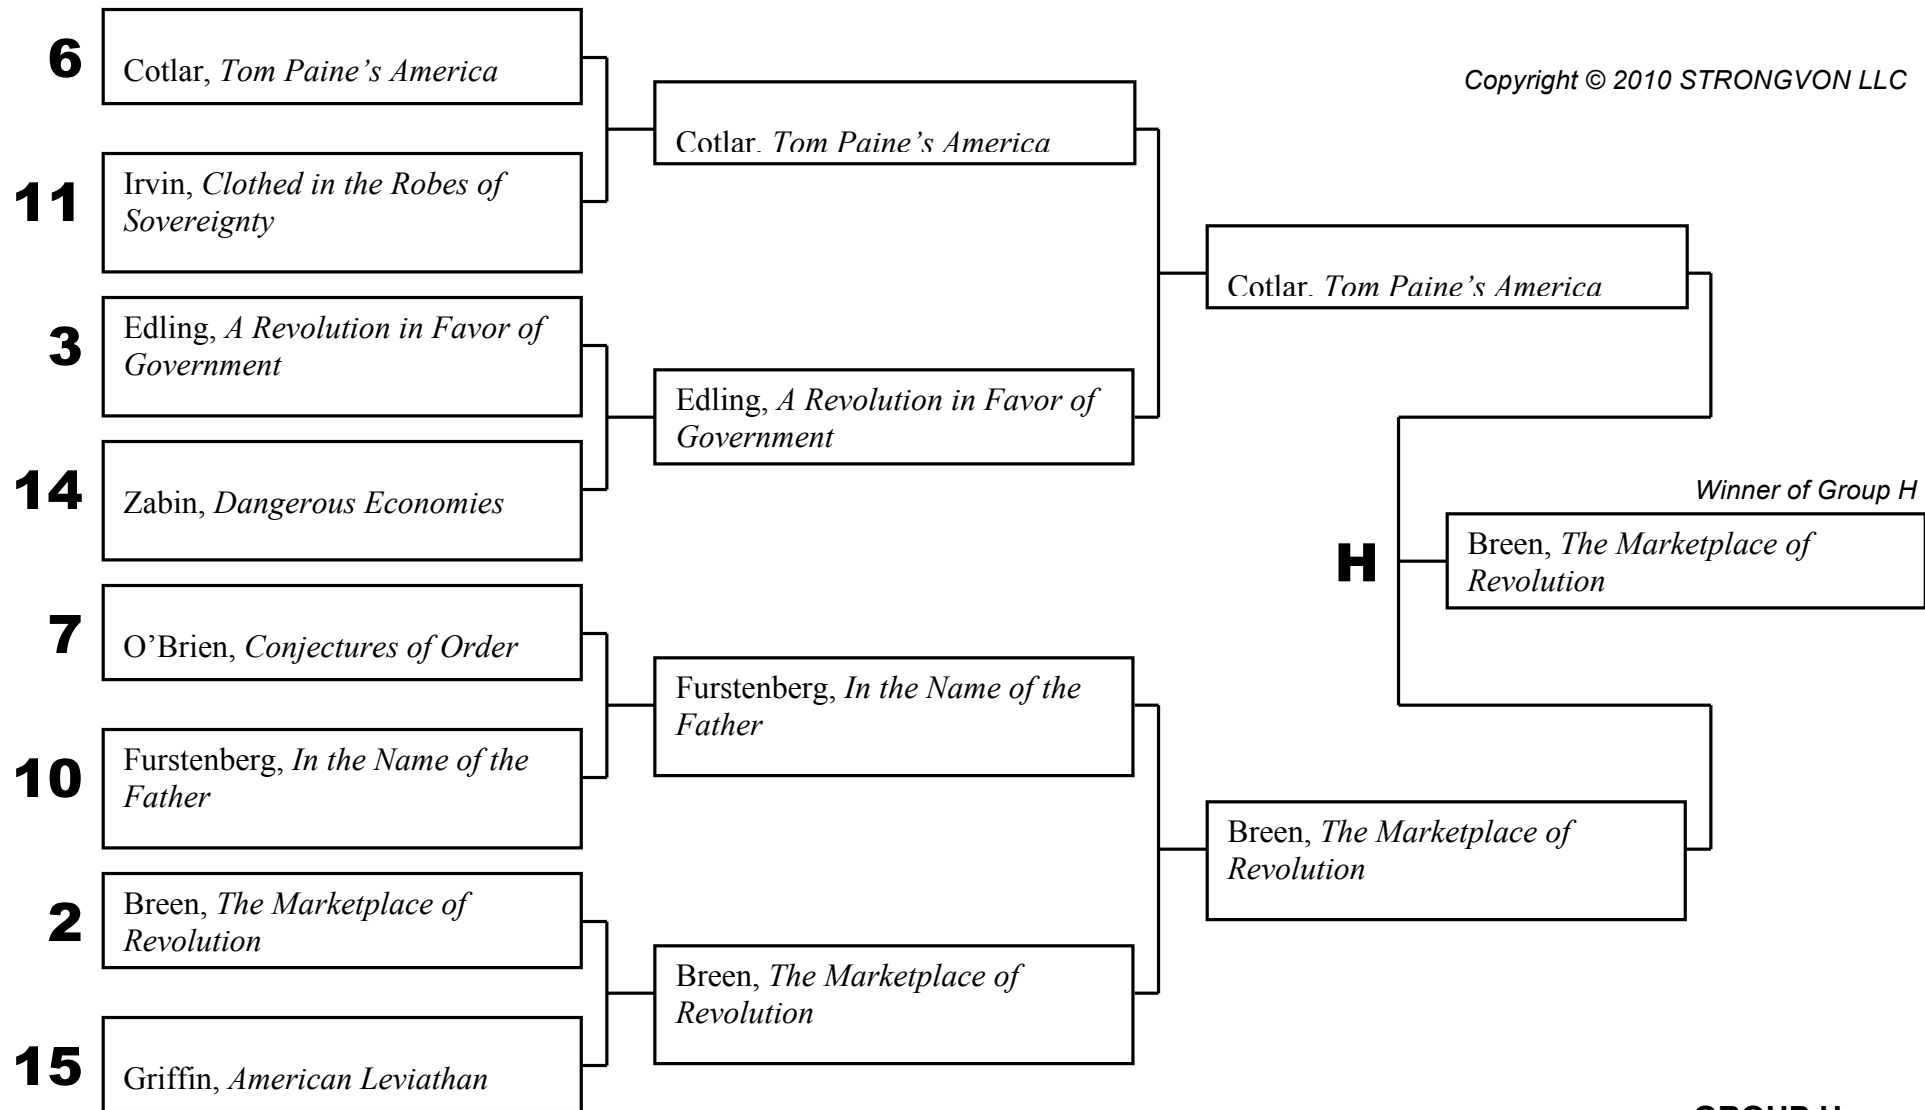 6
Cotlar, Tom Paine’s America
11
Irvin, Clothed in the Robes of
Sovereignty
3
Edling, A Revolution in Favor of
Government
14
Zabin, Dangerous Economies
7
O’Brien, Conjectures of Order
10
Furstenberg, In the Name of the
Father
2
Breen, The Marketplace of
Revolution
15
Griffin, American Leviathan
Cotlar, Tom Paine’s America
Edling, A Revolution in Favor of
Government
Furstenberg, In the Name of the
Father
Breen, The Marketplace of
Revolution
Copyright © 2010 STRONGVON LLC
Cotlar, Tom Paine’s America
Breen, The Marketplace of
Revolution
H
Winner of Group H
Breen, The Marketplace of
Revolution
GROUP H